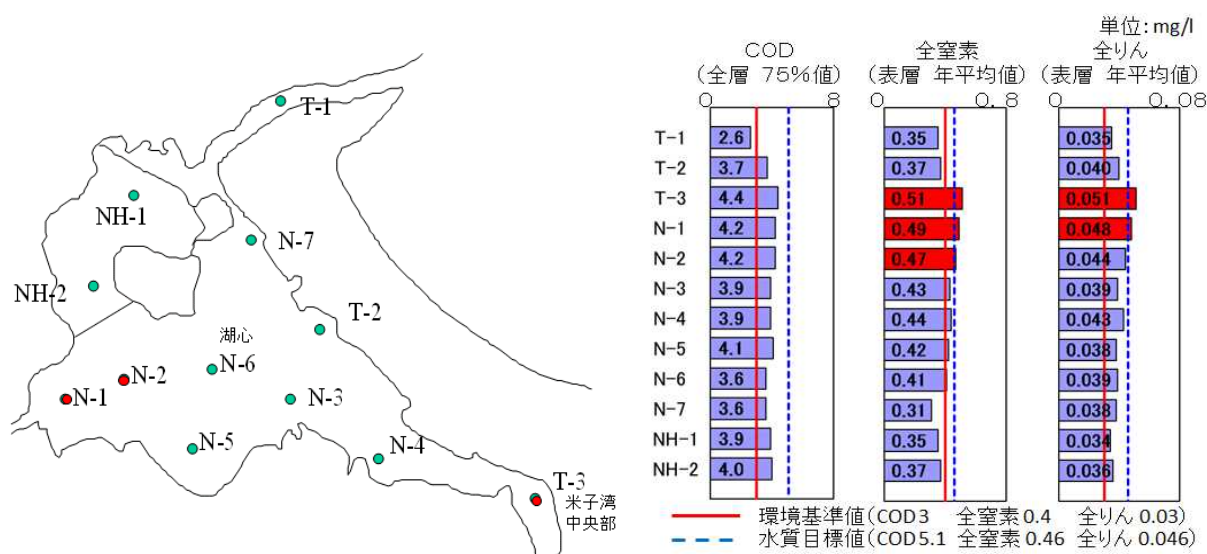 T-1
NH-1
N-7
NH-2
T-2
湖心
N-6
N-2
N-1
N-3
N-5
N-4
T-3
米子湾
中央部
単位:mg/l
COD 全窒素 全りん
(全層 75%値) (表層 年平均値) (表層 年平均値)
0 8 0 0.8 0 0.08
T-1 2.6 0.35 0.035
T-2 3.7 0.37 0.040
T-3 4.4 0.51 0.051
N-1 4.2 0.49 0.048
N-2 4.2 0.47 0.044
N-3 3.9 0.43 0.039
N-4 3.9 0.44 0.043
N-5 4.1 0.42 0.038
N-6 3.6 0.41 0.039
N-7 3.6 0.31 0.038
NH-1 3.9 0.35 0.034
NH-2 4.0 0.37 0.036
環境基準値(COD3 全窒素0.4 全りん0.03)
水質目標値(COD5.1 全窒素0.46 全りん0.046)